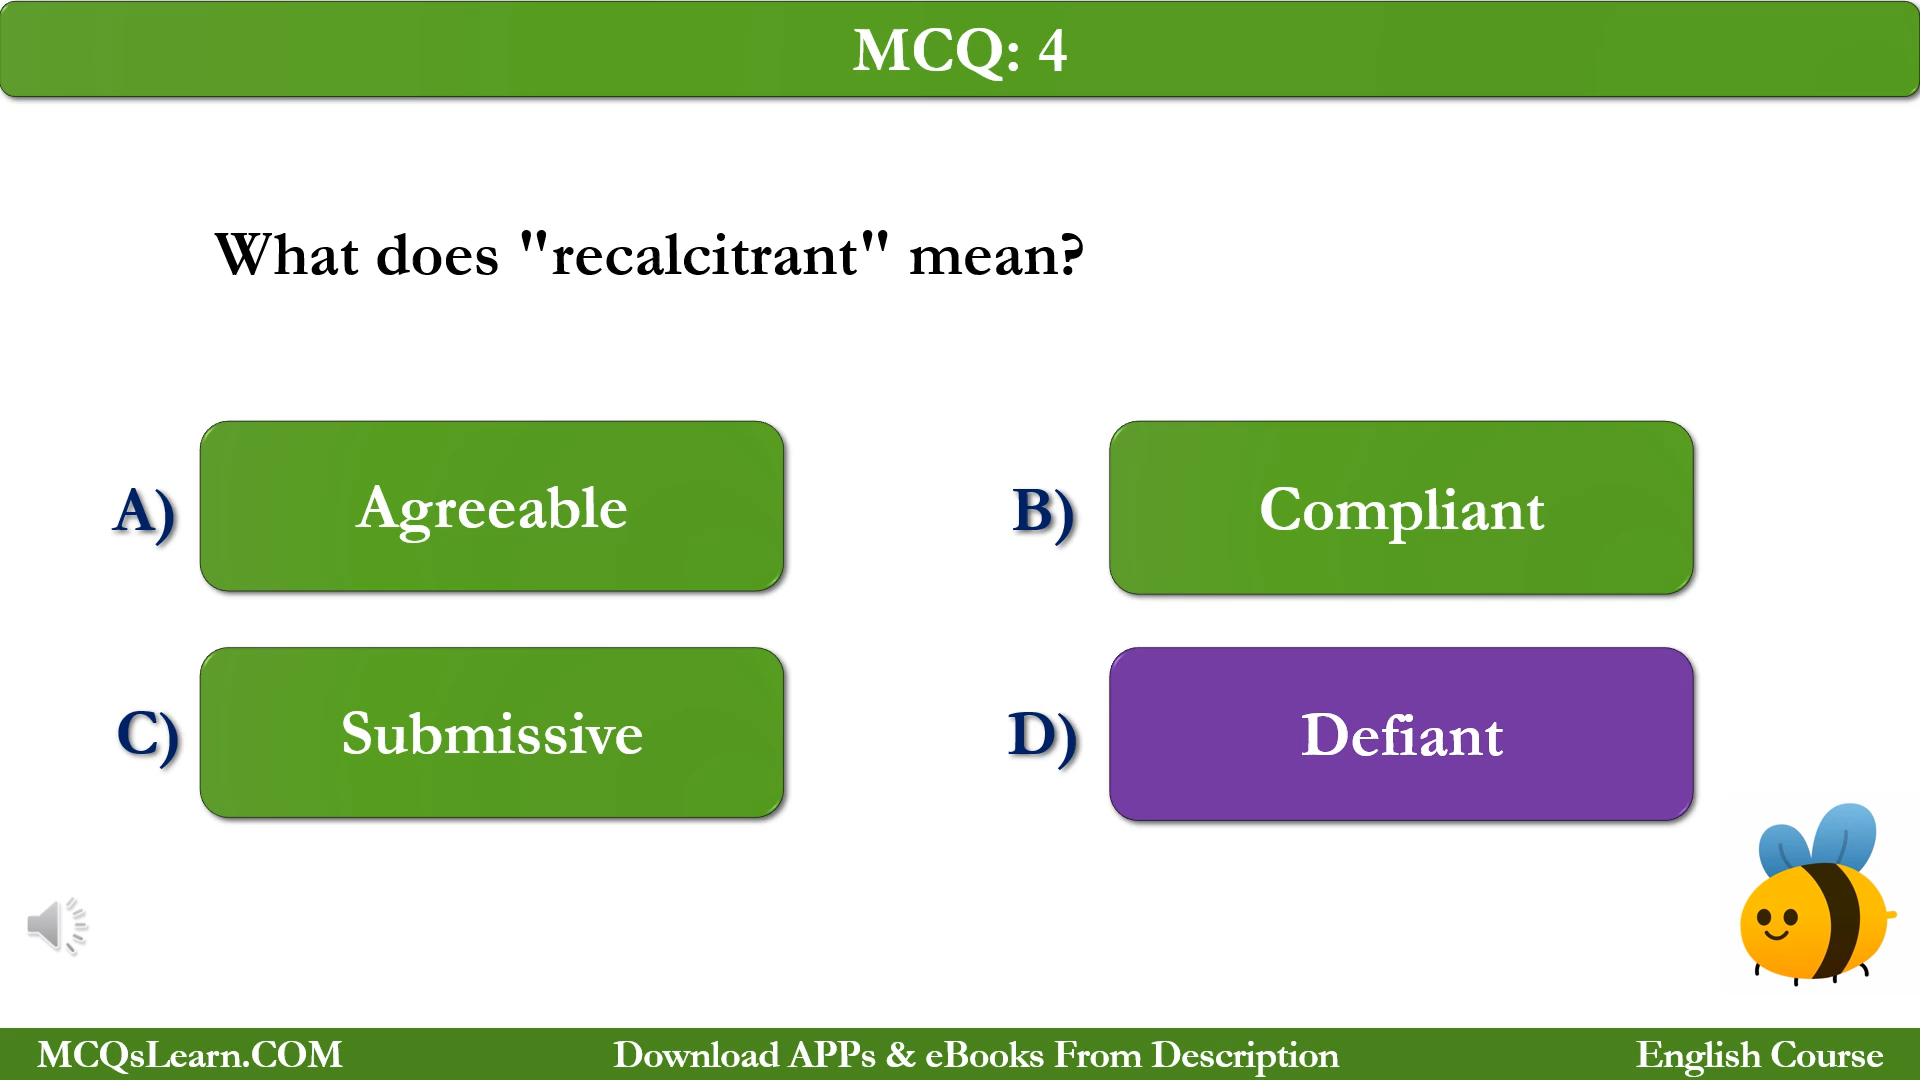 MCQ: 4
What does "recalcitrant" mean?
A) Agreeable
B) Compliant
C) Submissive
D) Defiant
MCQsLearn.COM Download APPs & eBooks From Description English Course